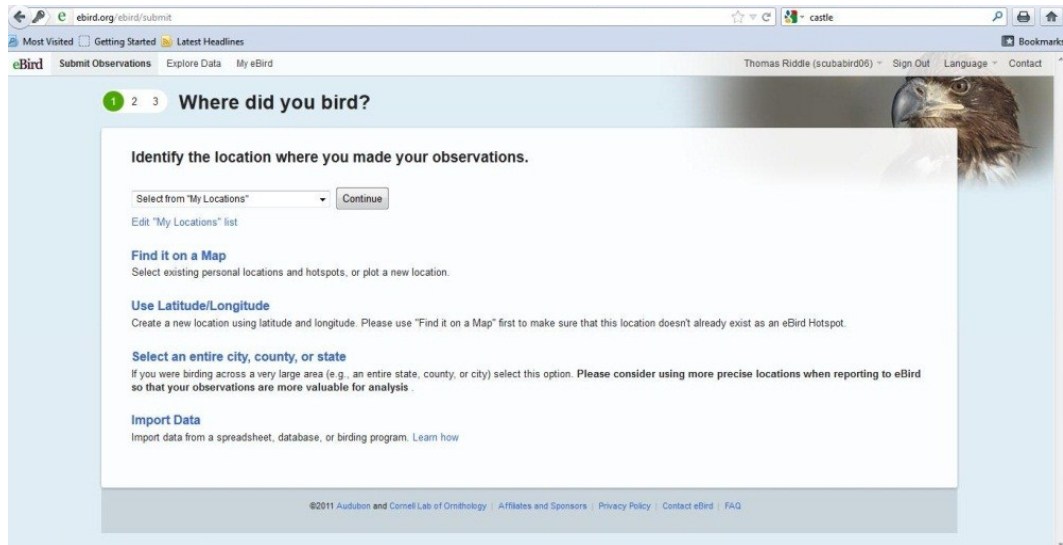 ebird.org/ebird/submit
castle
Most Visited Getting Started Latest Headlines
Bookmarks
eBird Submit Observations Explore Data My eBird
Thomas Riddle (scubabird06) Sign Out Language Contact
1 2 3 Where did you bird?
Identify the location where you made your observations.
Select from "My Locations" Continue
Edit "My Locations" list
Find it on a Map
Select existing personal locations and hotspots, or plot a new location.
Use Latitude/Longitude
Create a new location using latitude and longitude. Please use "Find it on a Map" first to make sure that this location doesn't already exist as an eBird Hotspot.
Select an entire city, county, or state
If you were birding across a very large area (e.g., an entire state, county, or city) select this option. Please consider using more precise locations when reporting to eBird
so that your observations are more valuable for analysis .
Import Data
Import data from a spreadsheet, database, or birding program. Learn how
©2011 Audubon and Cornell Lab of Ornithology | Affiliates and Sponsors | Privacy Policy | Contact eBird | FAQ